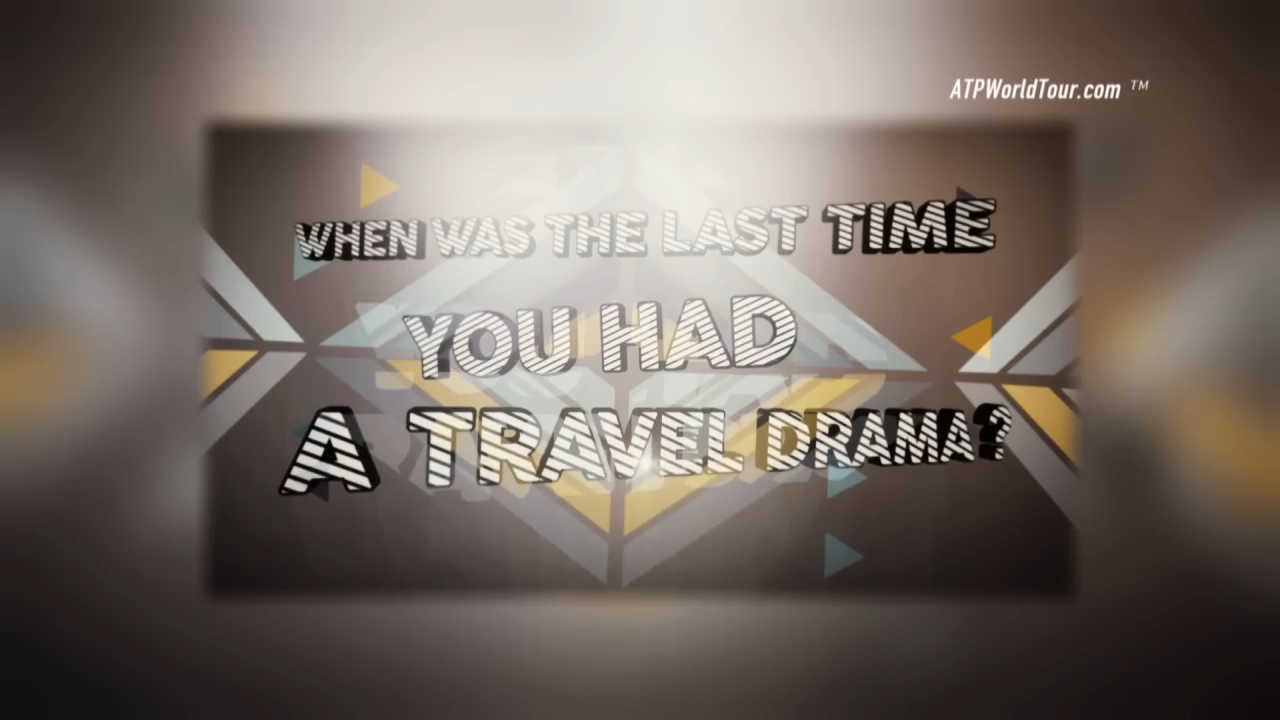 ATPWorldTour.com ™
WHEN WAS THE LAST TIME
YOU HAD
A TRAVEL DRAMA?